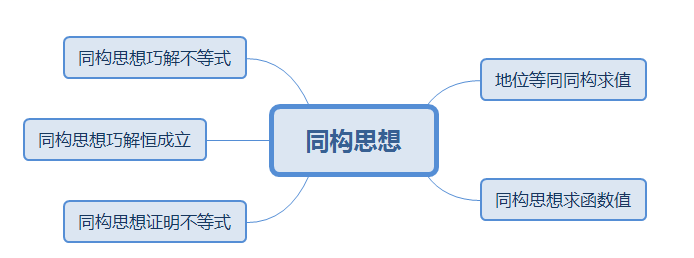 同构思想巧解不等式
地位等同同构求值
同构思想巧解恒成立
同构思想
同构思想证明不等式
同构思想求函数值